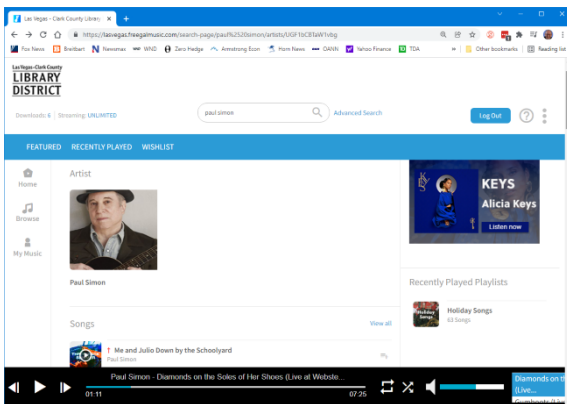 Las Vegas - Clark County Library
https://lasvegas.freegalmusic.com/search-page/paul%2520simon/artists/UGF1bCBTaW1vbg
Fox News Breitbart Newsmax WND Zero Hedge Armstrong Econ Horn News OANN Yahoo Finance TDA » Other bookmarks Reading list
Las Vegas-Clark County
LIBRARY
DISTRICT
Downloads: 6 | Streaming: UNLIMITED
paul simon
Advanced Search
Log Out
FEATURED RECENTLY PLAYED WISHLIST
Home
Browse
My Music
Artist
Paul Simon
Songs
View all
Me and Julio Down by the Schoolyard
Paul Simon
KEYS
Alicia Keys
Listen now
Recently Played Playlists
Holiday Songs
Holiday Songs
63 Songs
Paul Simon - Diamonds on the Soles of Her Shoes (Live at Webste...
01:11
07:25
Diamonds on th
(Live...